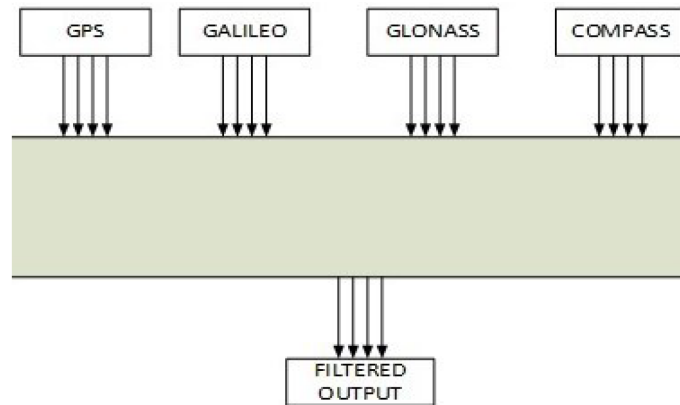 GPS
GALILEO
GLONASS
COMPASS
FILTERED
OUTPUT